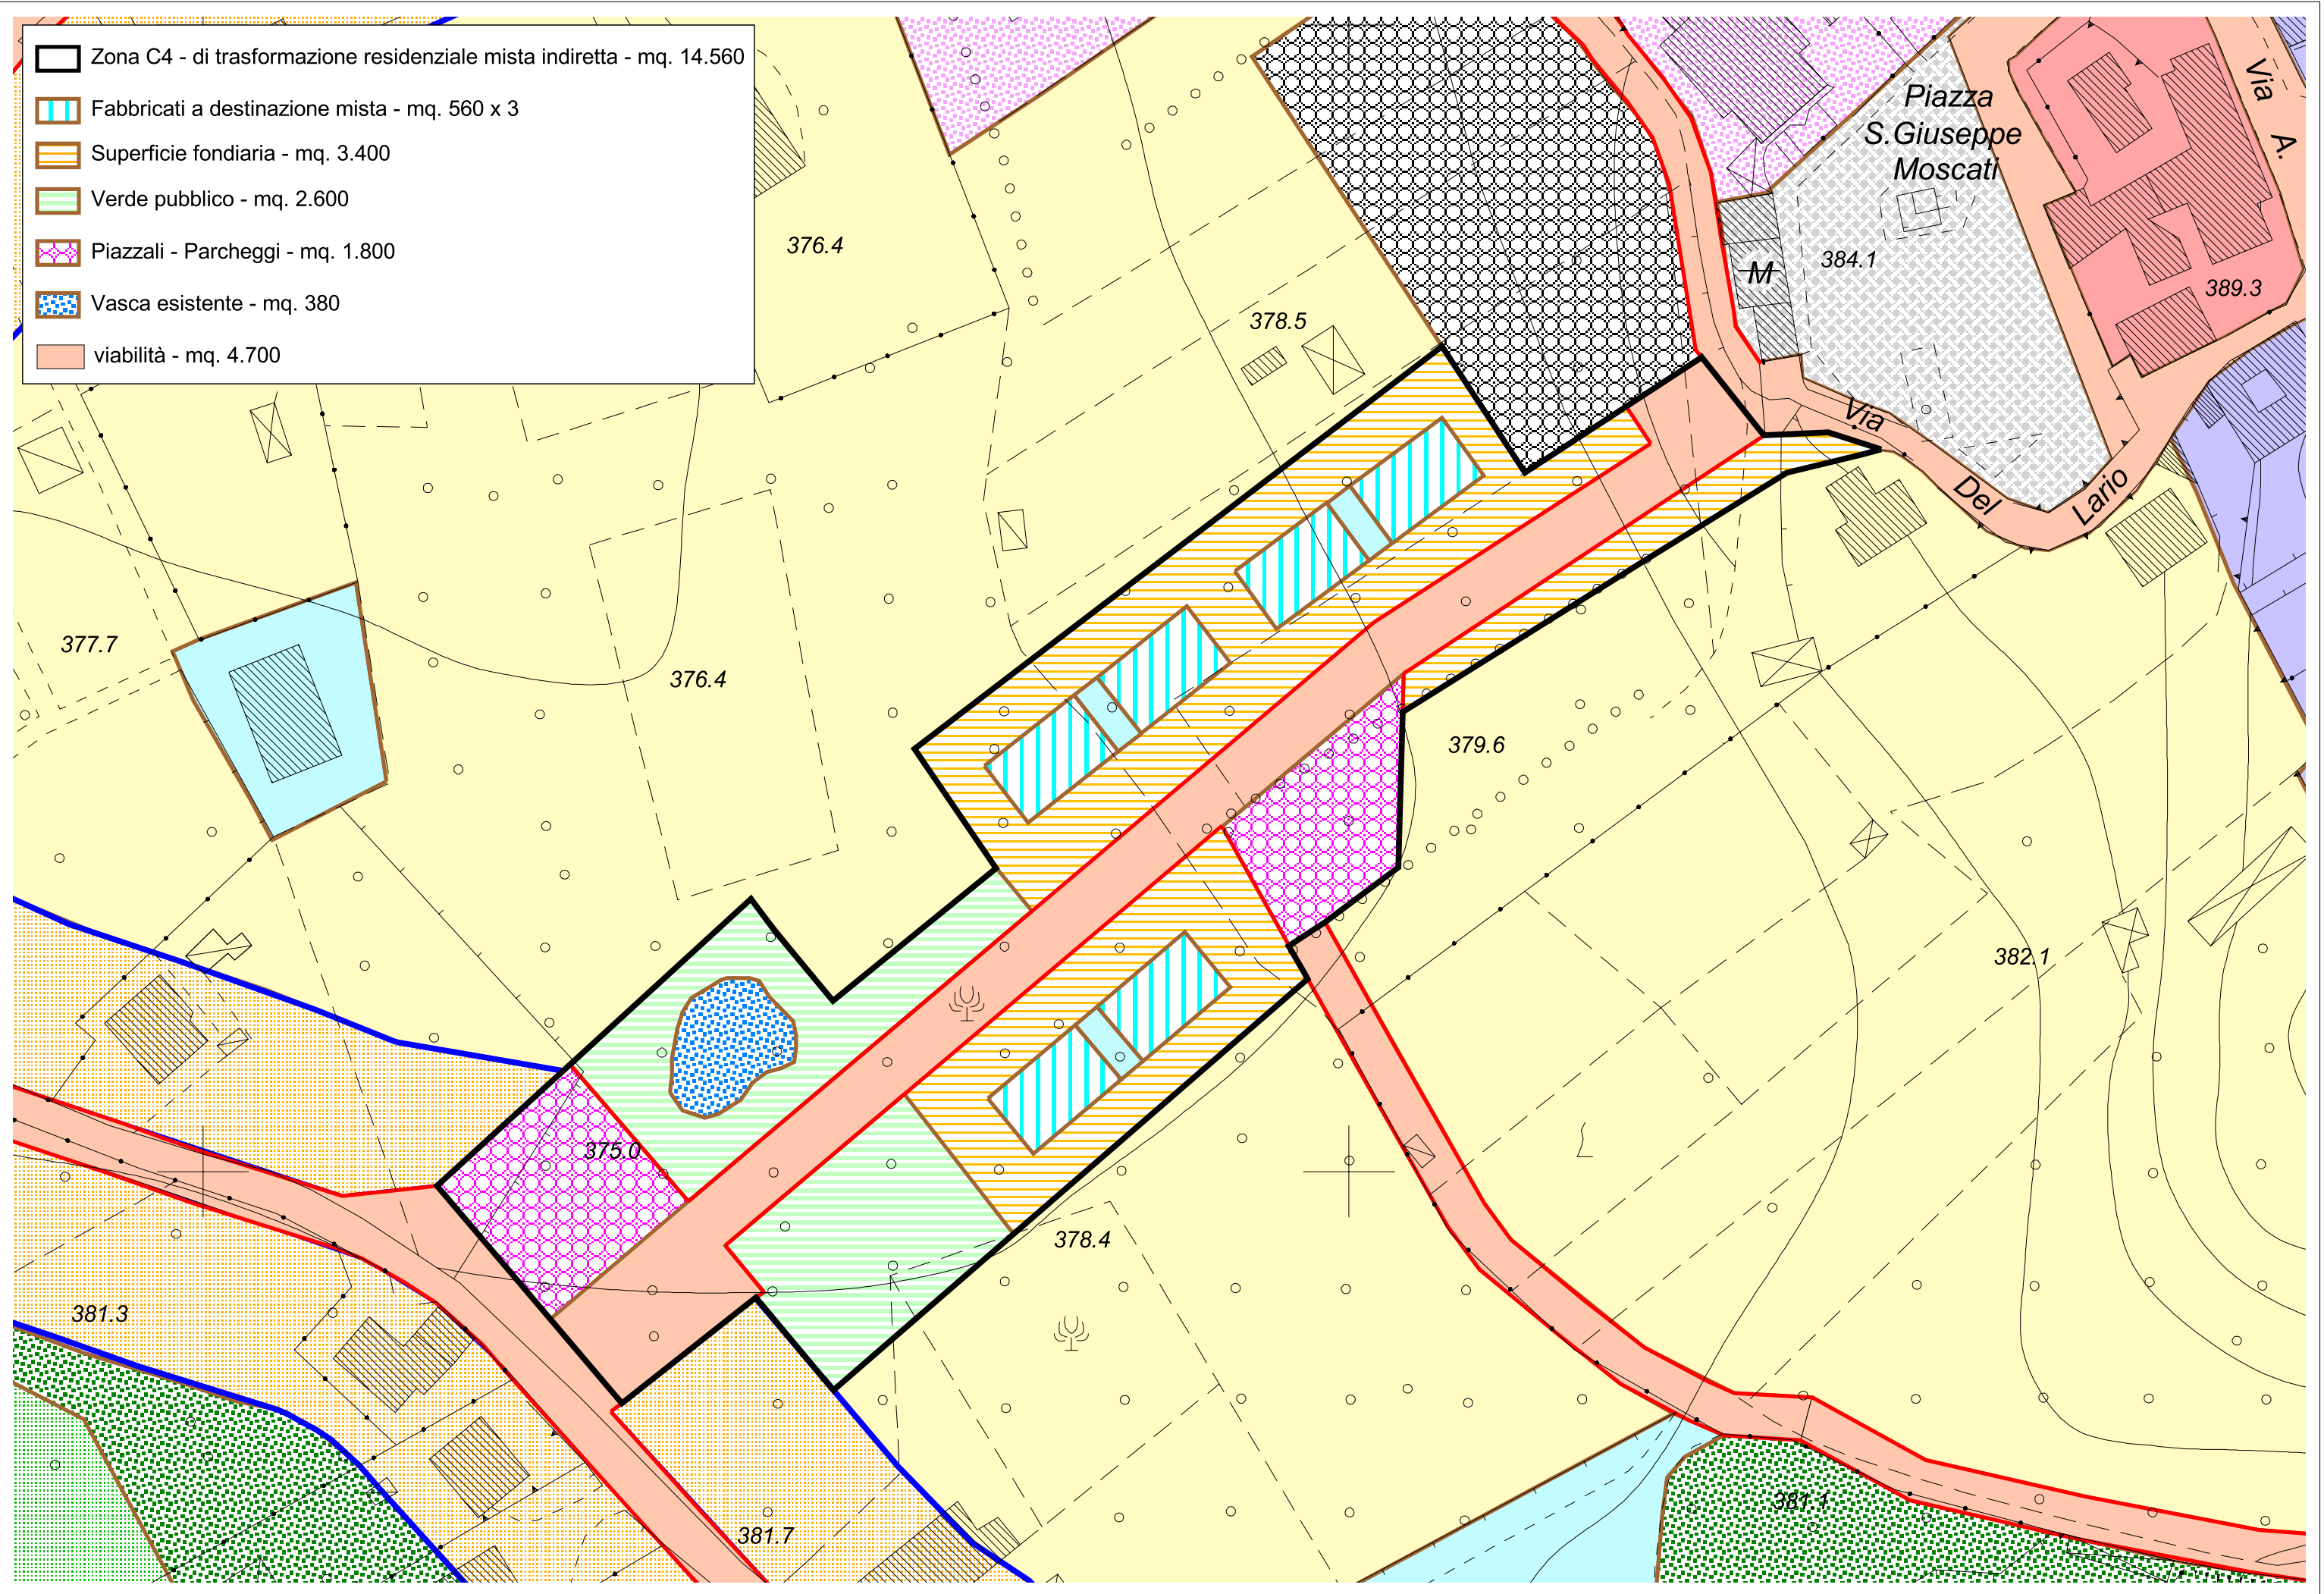 Zona C4 - di trasformazione residenziale mista indiretta - mq. 14.560
Fabbricati a destinazione mista - mq. 560 x 3
Superficie fondiaria - mq. 3.400
Verde pubblico - mq. 2.600
Piazzali - Parcheggi - mq. 1.800
Vasca esistente - mq. 380
viabilità - mq. 4.700
Piazza
S.Giuseppe
Moscati
Via
A.
376.4
384.1
M
389.3
378.5
Via
Del
Lario
377.7
376.4
379.6
382.1
375.0
378.4
381.3
381.1
381.7